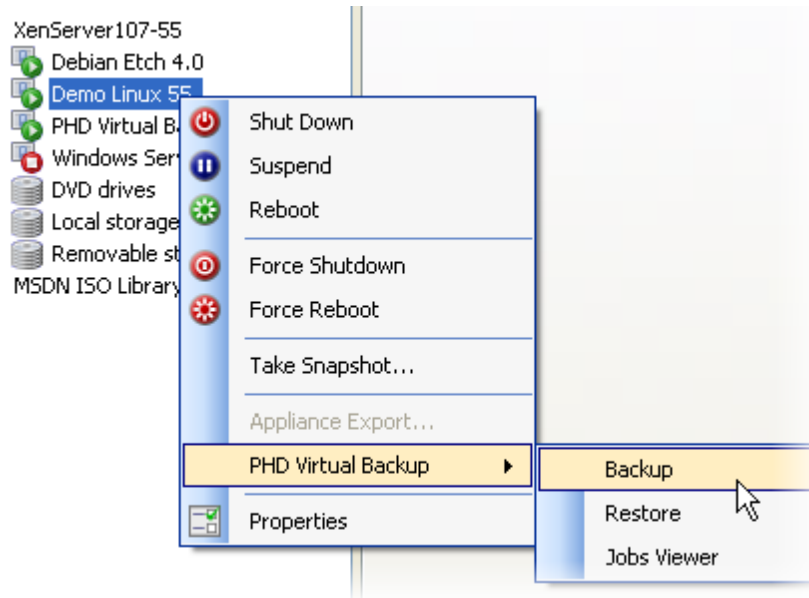 XenServer107-55
Debian Etch 4.0
Demo Linux 55
PHD Virtual
Windows
DVD drives
Local storage
Removable
MSDN ISO Library
Shut Down
Suspend
Reboot
Force Shutdown
Force Reboot
Take Snapshot...
Appliance Export...
PHD Virtual Backup
Properties
Backup
Restore
Jobs Viewer